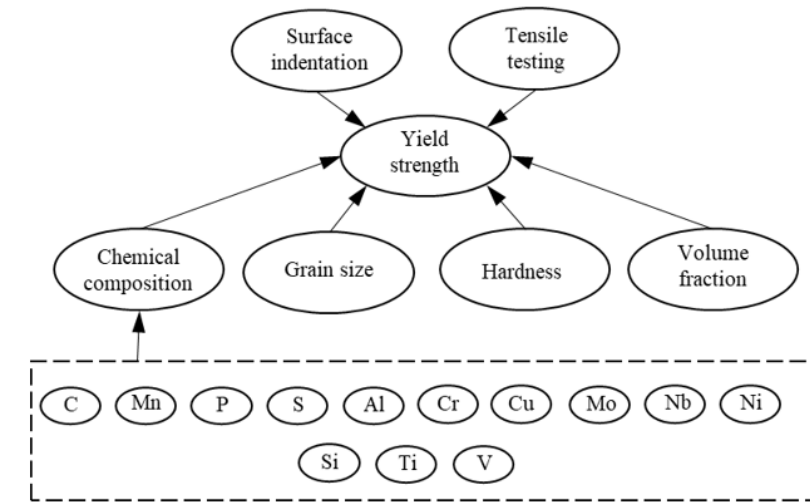 Surface
indentation
Tensile
testing
Yield
strength
Chemical
composition
Grain size
Hardness
Volume
fraction
C Mn P S Al Cr Cu Mo Nb Ni
Si Ti V